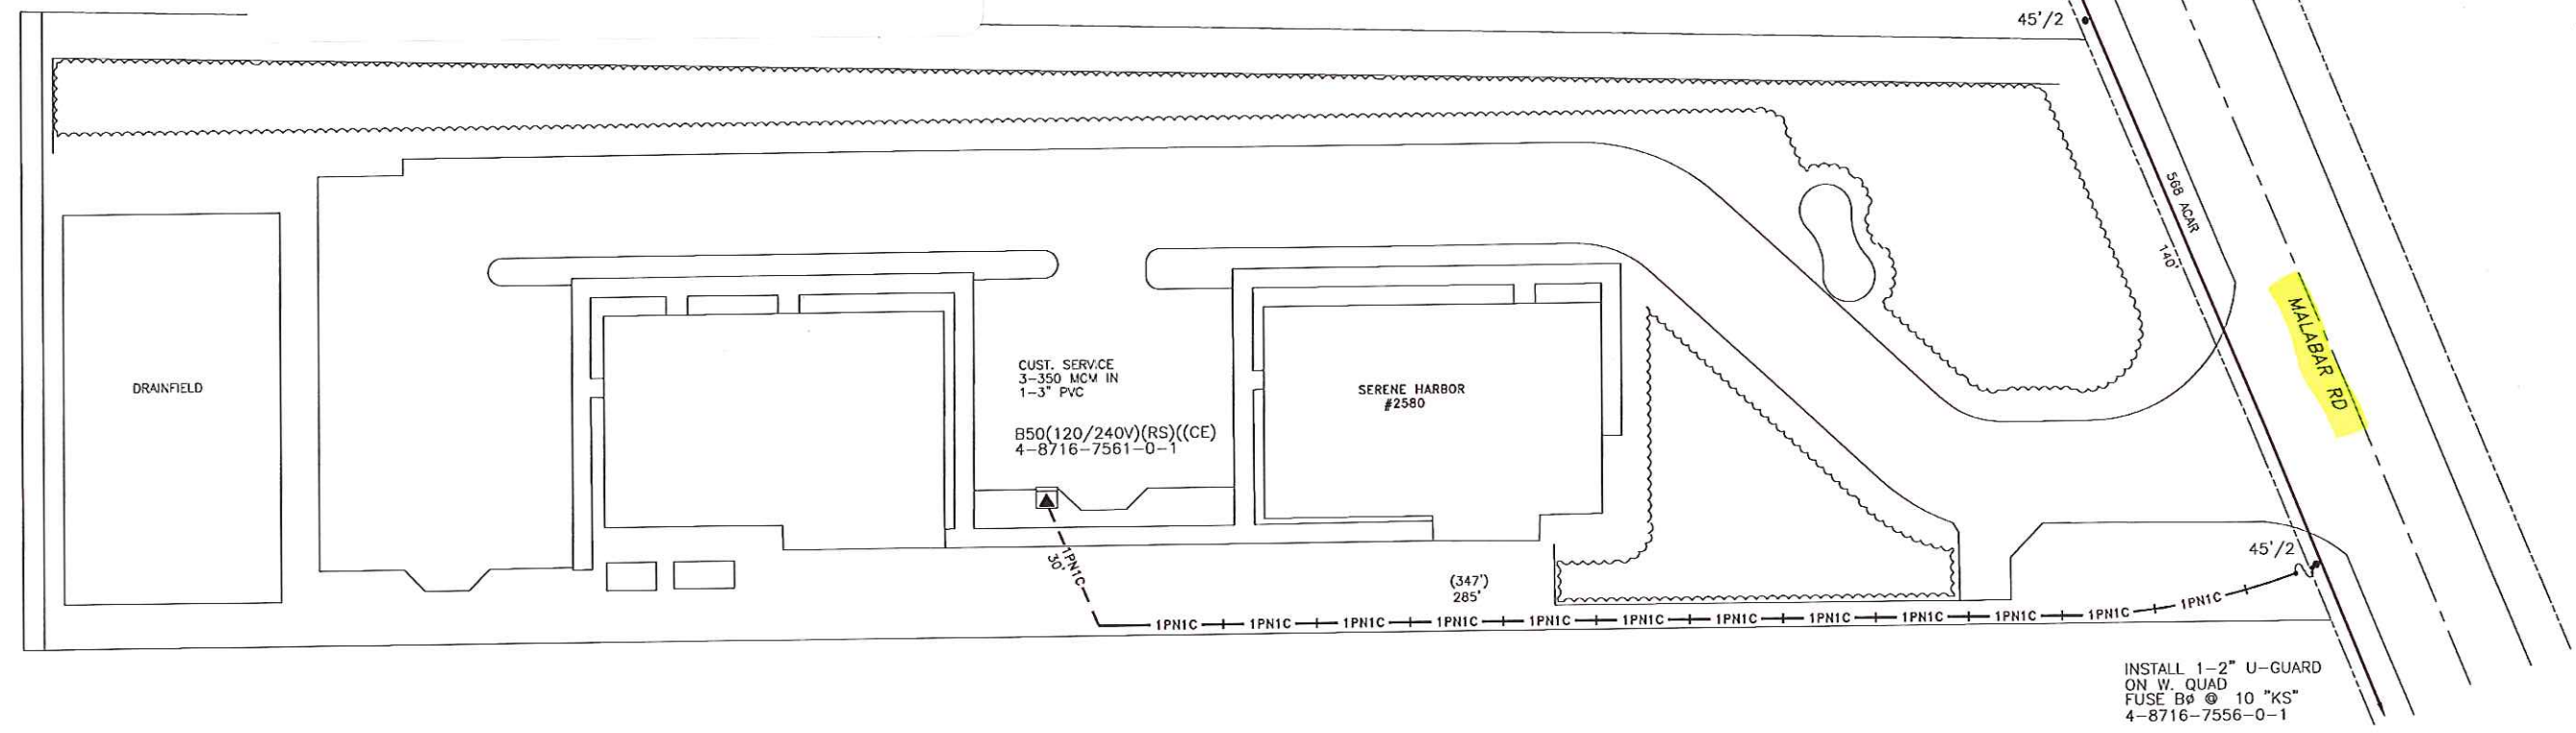 45'/2
568 ACAR
140'
MALABAR RD
DRAINFIELD
CUST. SERVICE
3-350 MCM IN
1-3" PVC
B50(120/240V)(RS)((CE)
4-8716-7561-0-1
SERENE HARBOR
#2580
1PN1C
30'
(347')
285'
45'/2
1PN1C 1PN1C 1PN1C 1PN1C 1PN1C 1PN1C 1PN1C 1PN1C 1PN1C 1PN1C 1PN1C 1PN1C
INSTALL 1-2" U-GUARD
ON W. QUAD
FUSE Bø @ 10 "KS"
4-8716-7556-0-1